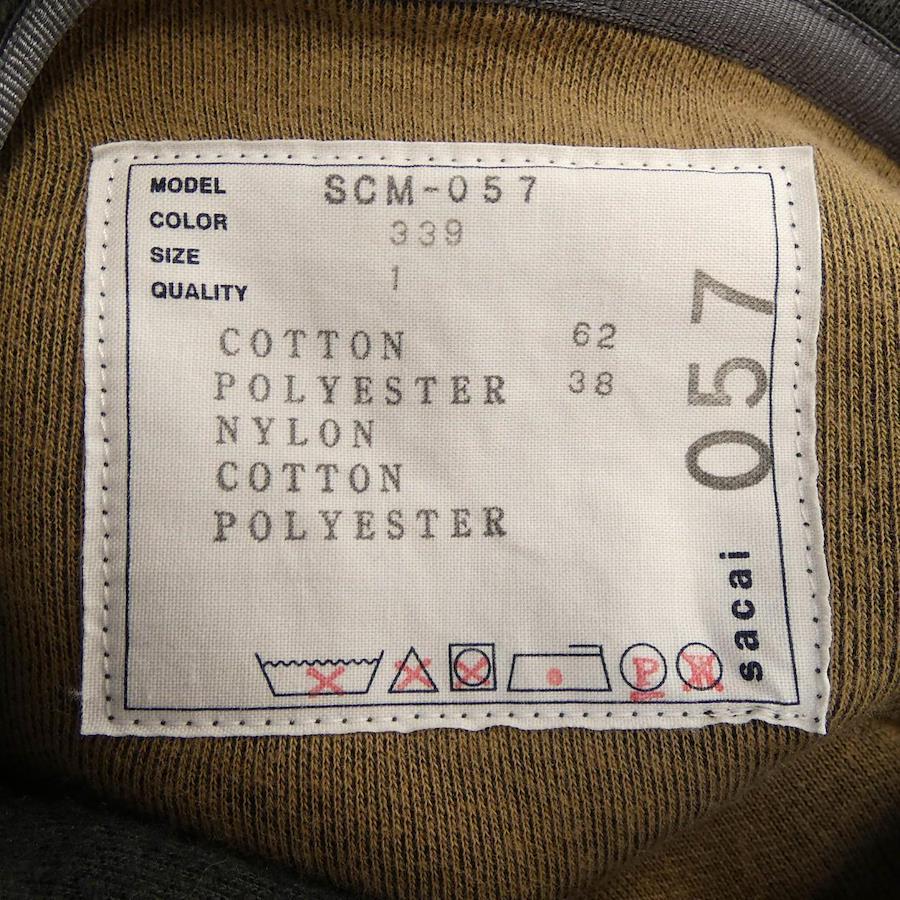 MODEL SCM-057
COLOR 339
SIZE 1
QUALITY
COTTON 62
POLYESTER 38
NYLON
COTTON
POLYESTER
P W
sacai 057